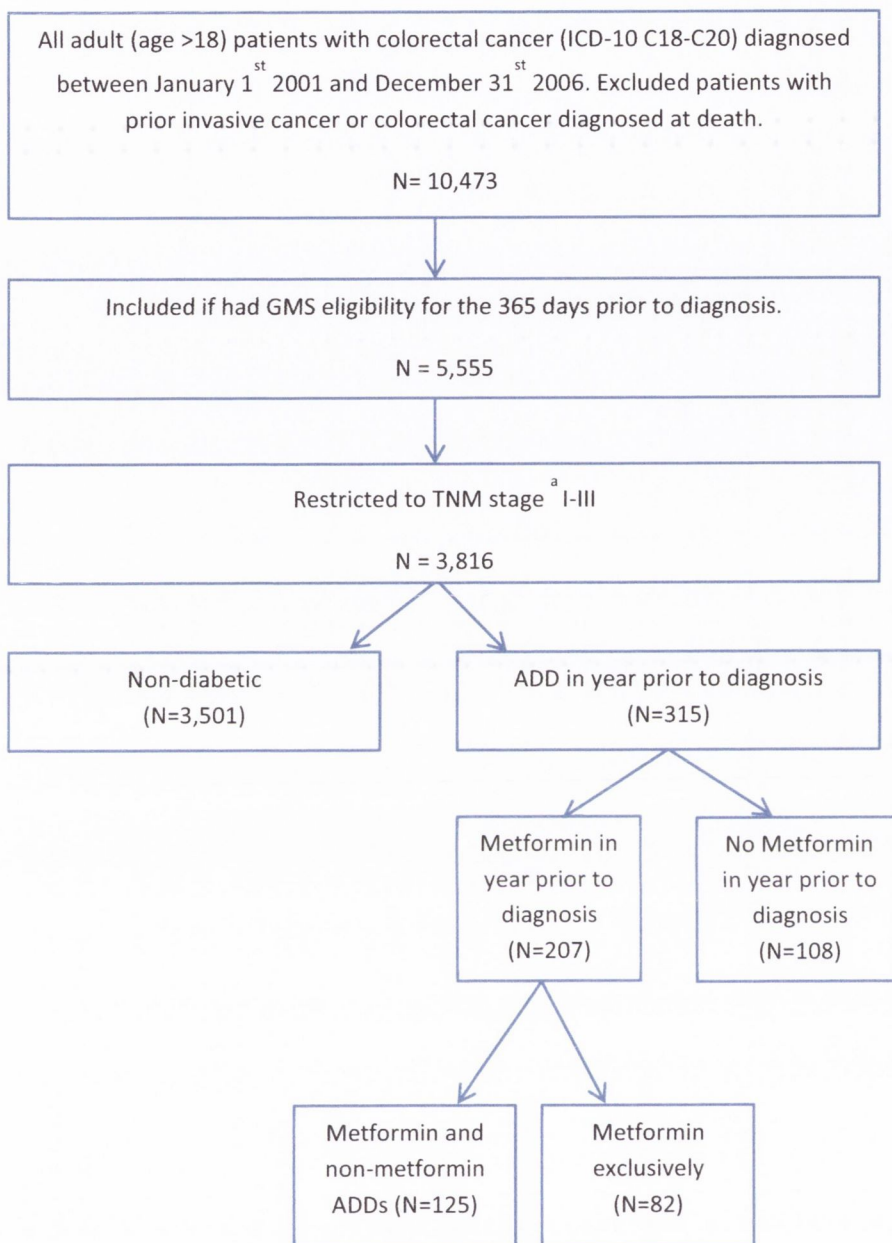 All adult (age >18) patients with colorectal cancer (ICD-10 C18-C20) diagnosed
between January 1st 2001 and December 31st 2006. Excluded patients with
prior invasive cancer or colorectal cancer diagnosed at death.
N= 10,473
Included if had GMS eligibility for the 365 days prior to diagnosis.
N = 5,555
Restricted to TNM stage a I-III
N = 3,816
Non-diabetic
(N=3,501)
ADD in year prior to diagnosis
(N=315)
Metformin in
year prior to
diagnosis
(N=207)
No Metformin
in year prior to
diagnosis
(N=108)
Metformin and
non-metformin
ADDs (N=125)
Metformin
exclusively
(N=82)